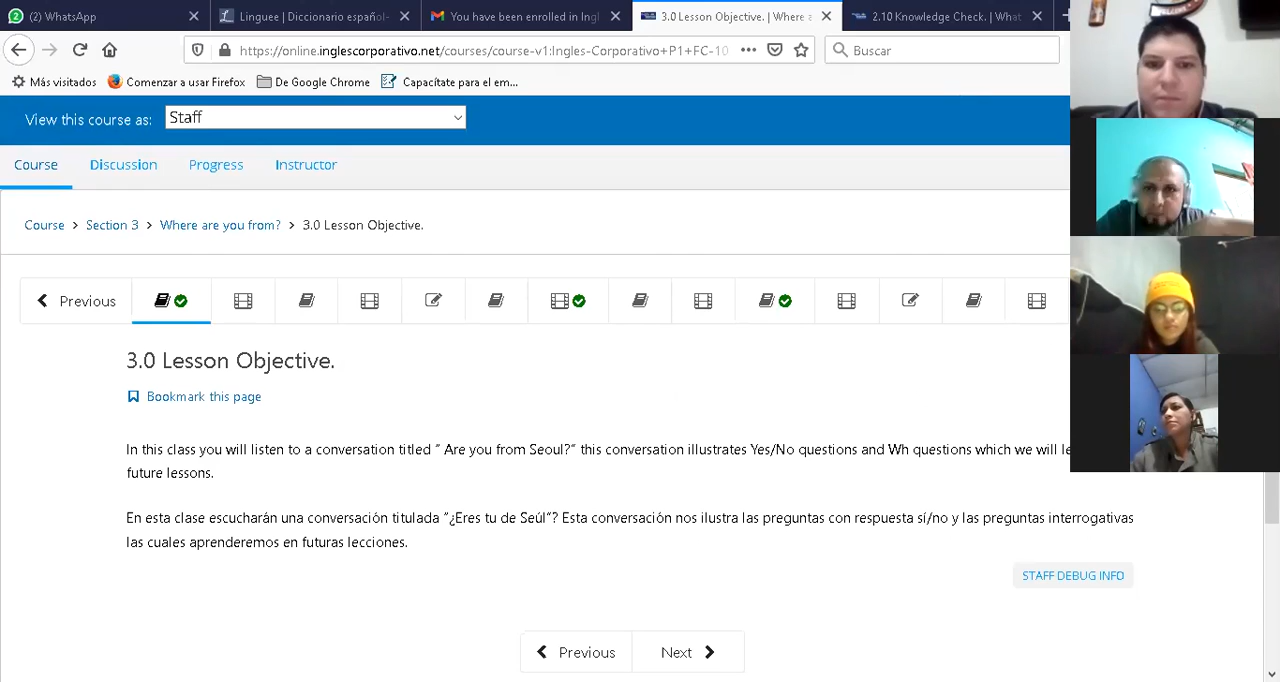 (2) WhatsApp
Linguee | Diccionario español-
You have been enrolled in Ingl
3.0 Lesson Objective. | Where a
2.10 Knowledge Check. | What
https://online.inglescorporativo.net/courses/course-v1:Ingles-Corporativo+P1+FC-10
Buscar
Más visitados
Comenzar a usar Firefox
De Google Chrome
Capacítate para el em...
View this course as:
Staff
Course
Discussion
Progress
Instructor
Course > Section 3 > Where are you from? > 3.0 Lesson Objective.
Previous
3.0 Lesson Objective.
Bookmark this page
In this class you will listen to a conversation titled " Are you from Seoul?" this conversation illustrates Yes/No questions and Wh questions which we will le
future lessons.
En esta clase escucharán una conversación titulada "¿Eres tu de Seúl"? Esta conversación nos ilustra las preguntas con respuesta sí/no y las preguntas interrogativas
las cuales aprenderemos en futuras lecciones.
STAFF DEBUG INFO
Previous
Next